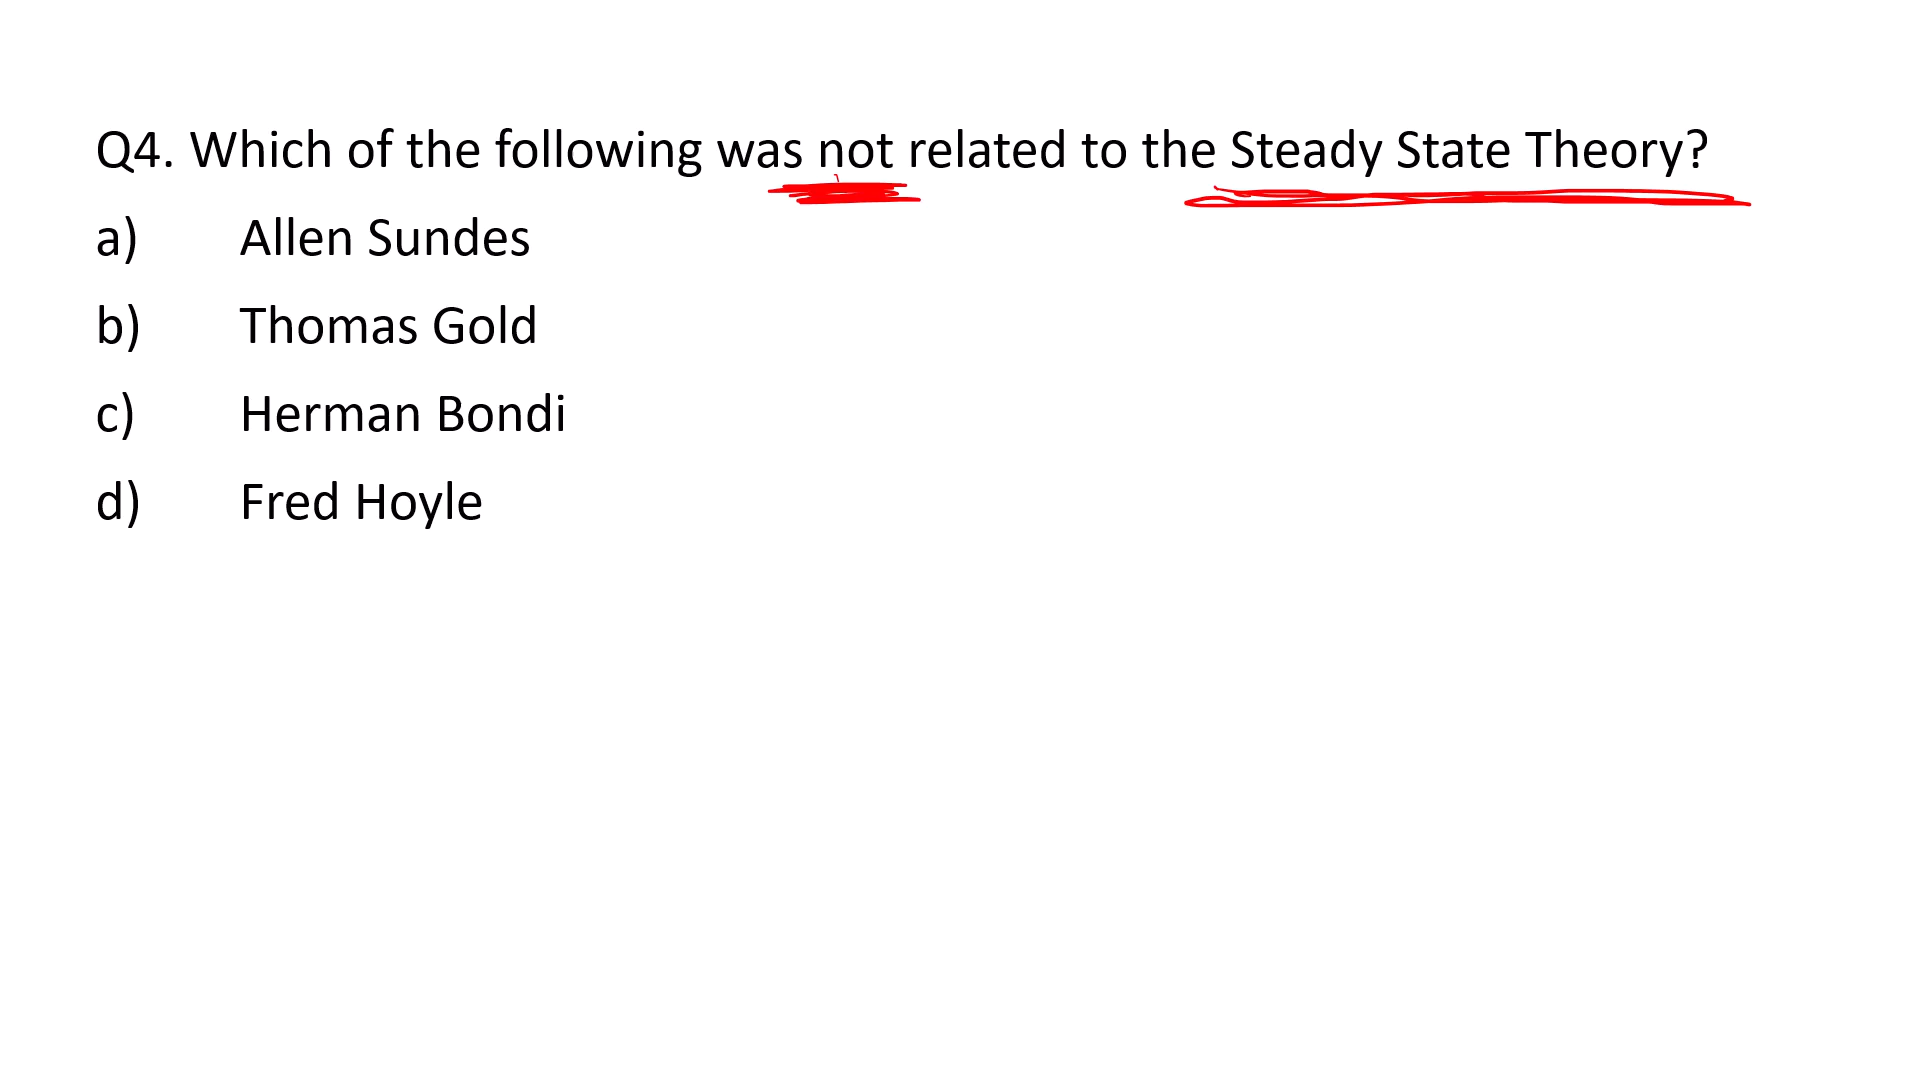 Q4. Which of the following was not related to the Steady State Theory?
a) Allen Sundes
b) Thomas Gold
c) Herman Bondi
d) Fred Hoyle